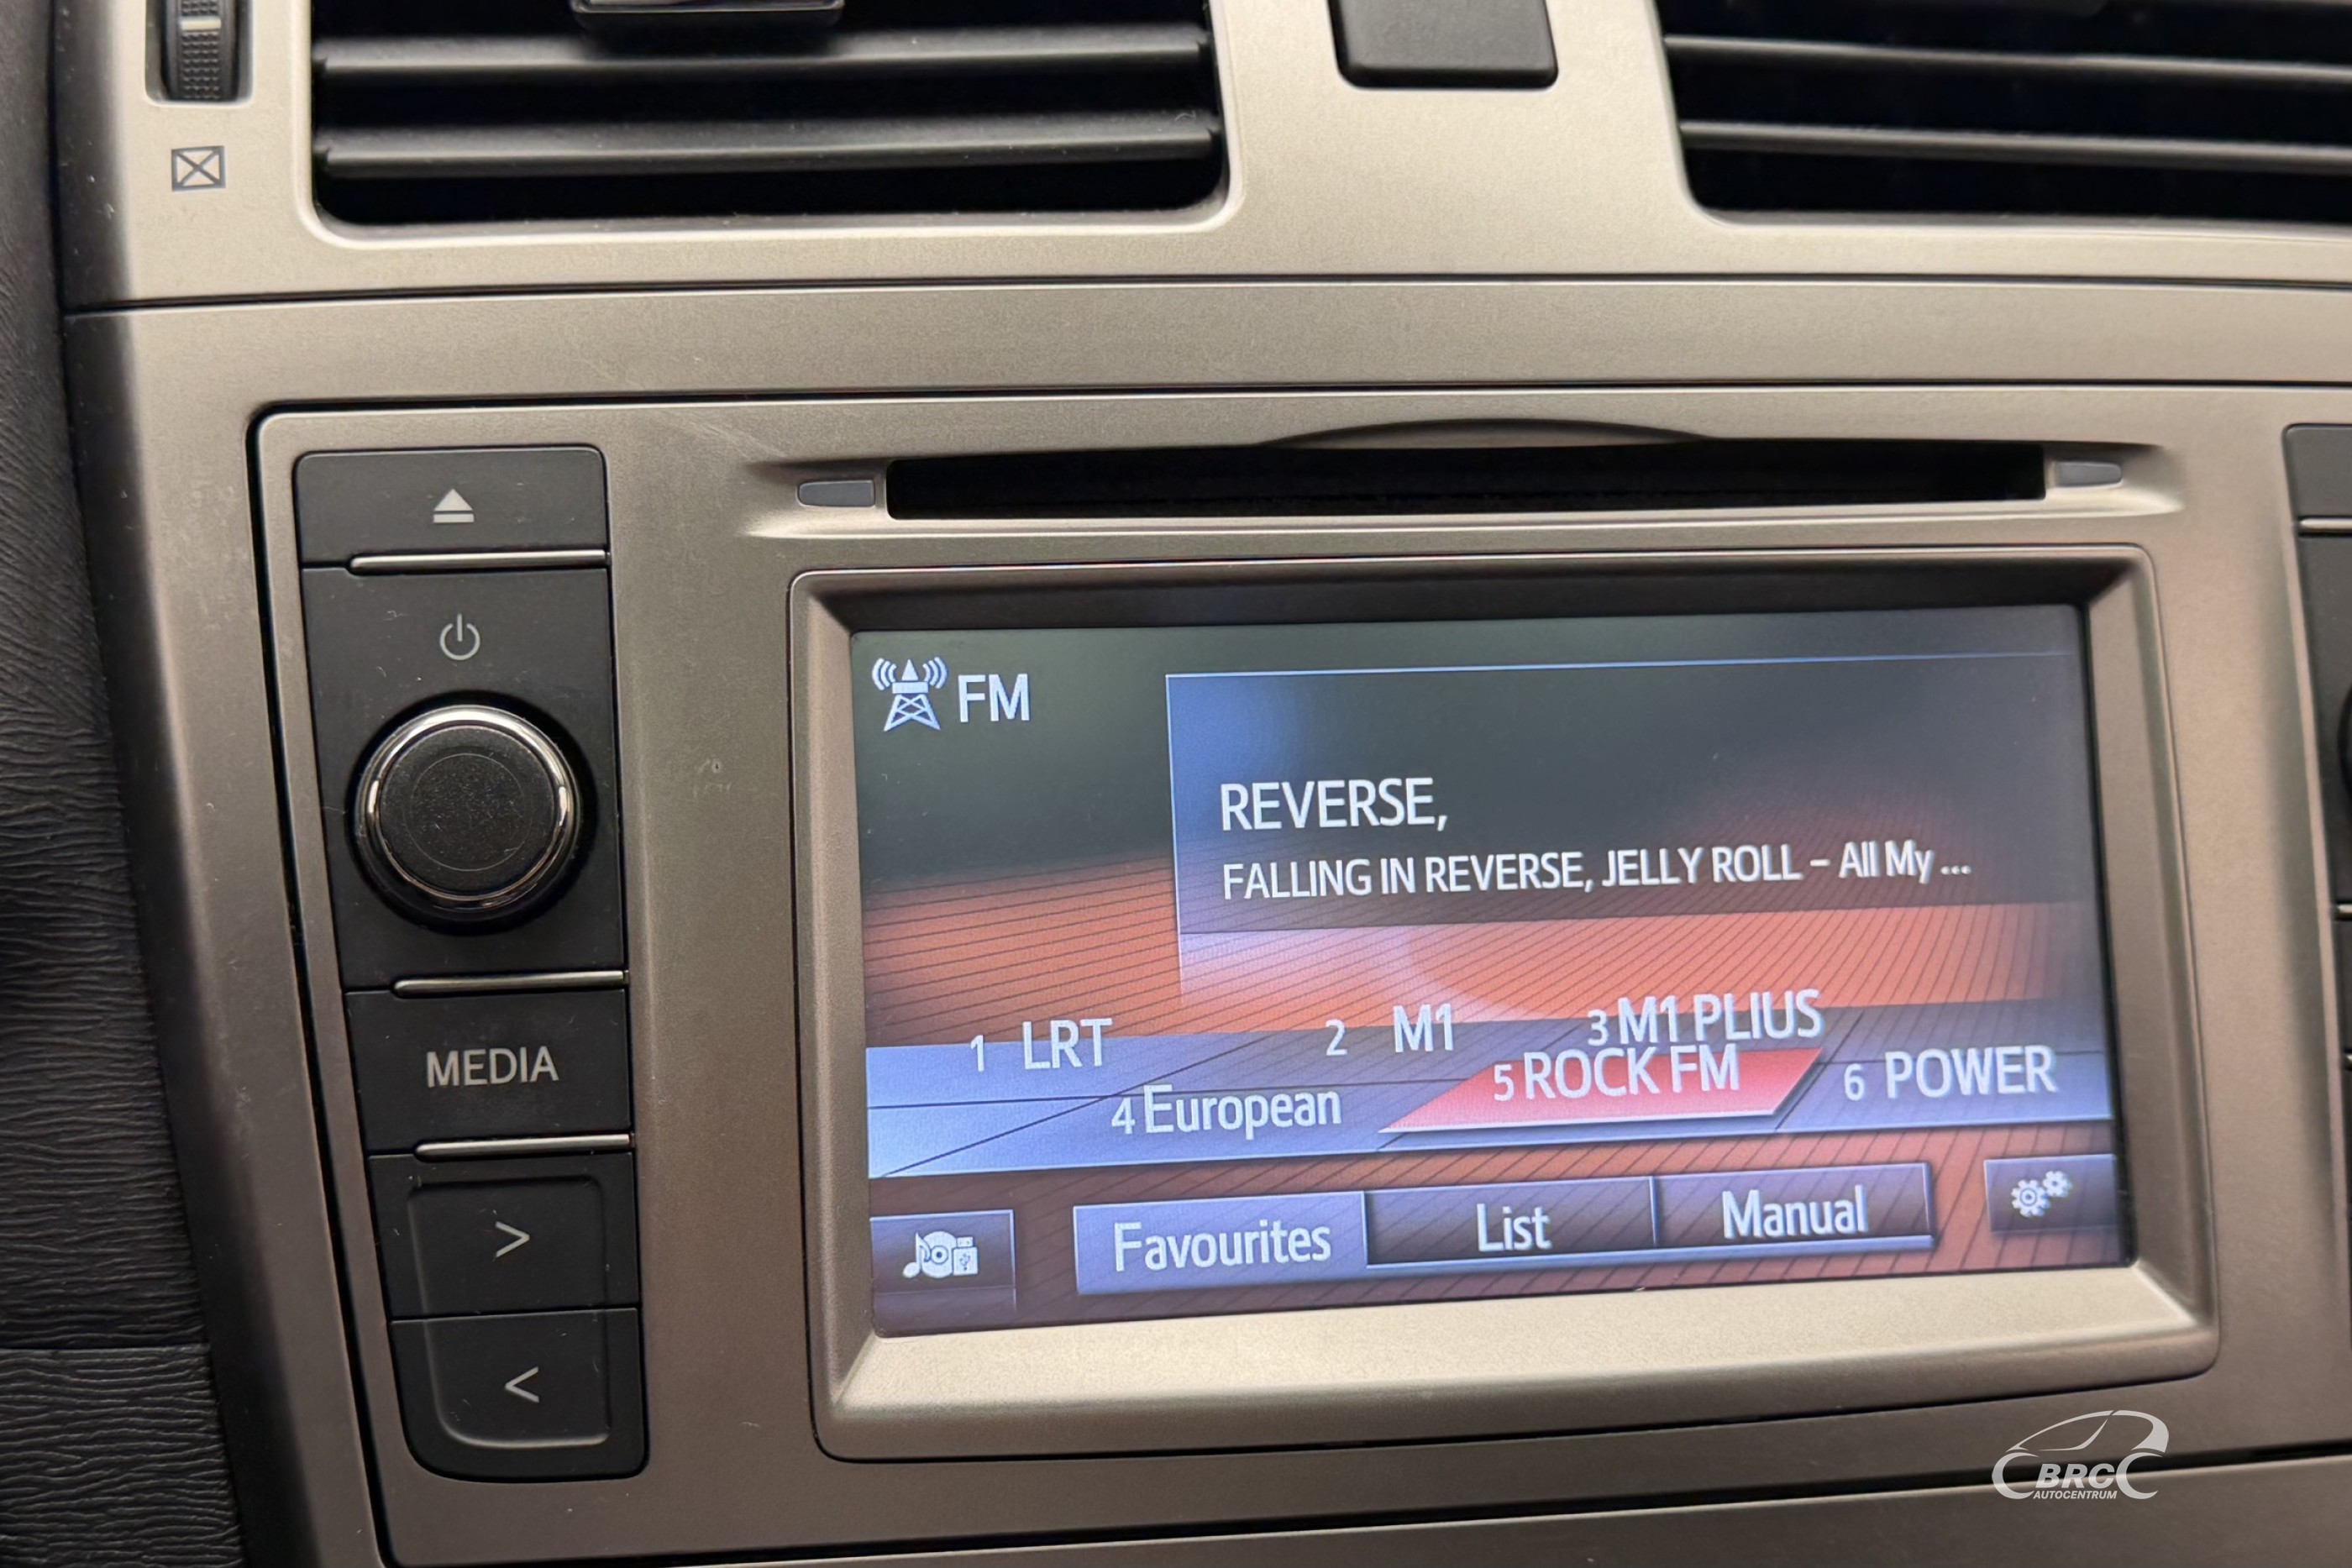 FM
REVERSE,
FALLING IN REVERSE, JELLY ROLL – All My ...
1 LRT
2 M1
3 M1 PLIUS
4 European
5 ROCK FM
6 POWER
Favourites
List
Manual
MEDIA
>
<
BRC
AUTOCENTRUM